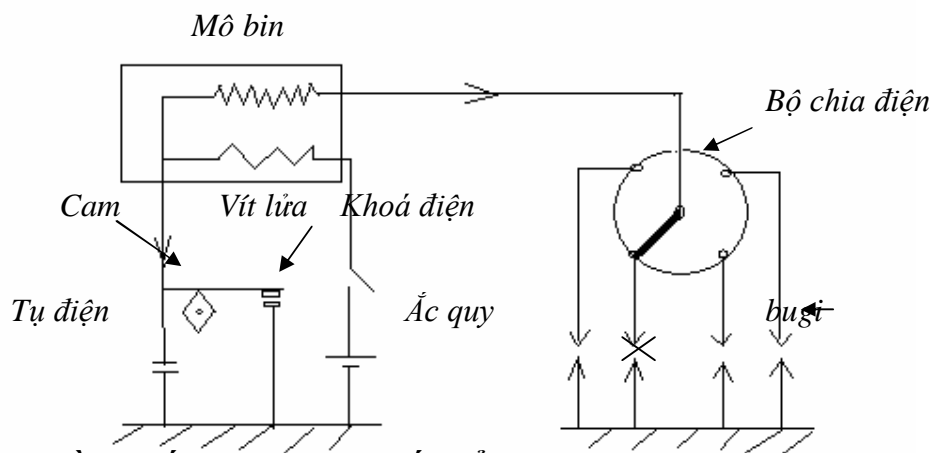 Mô bin
Bộ chia điện
Cam Vít lửa Khoá điện
Tụ điện Ắc quy bugi